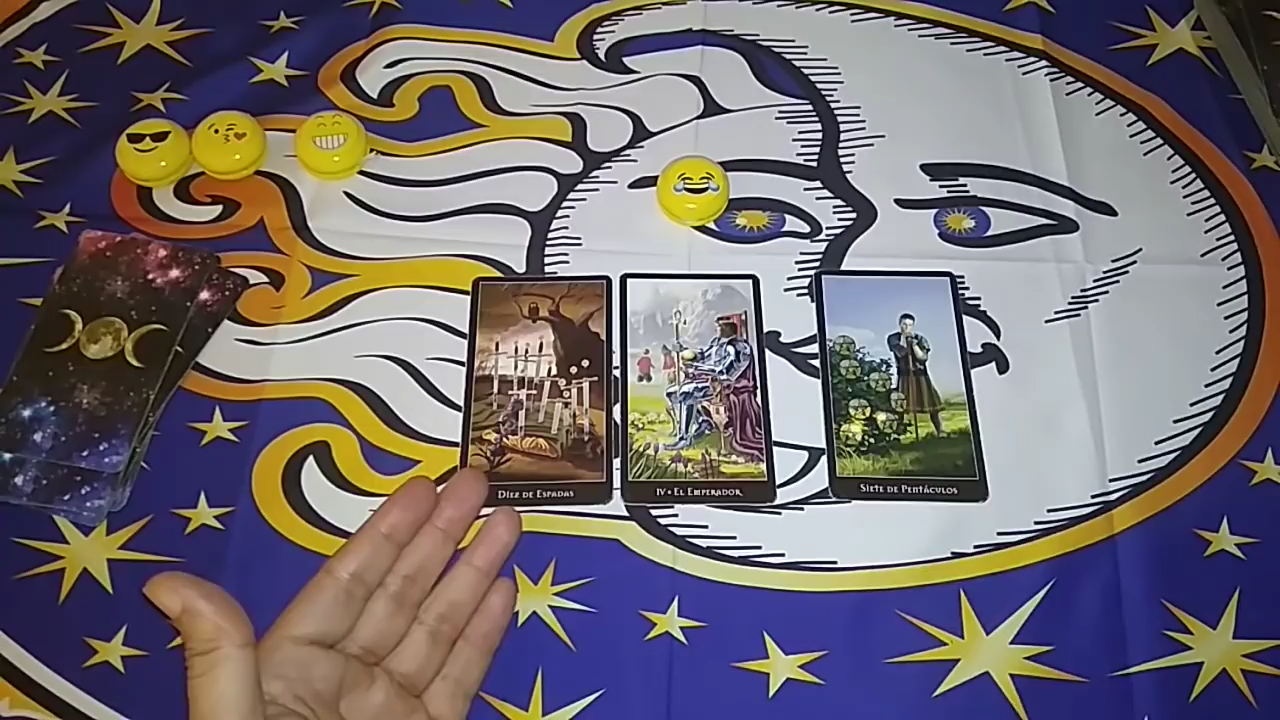 Diez de Espadas
IV • El Emperador
Siete de Pentáculos